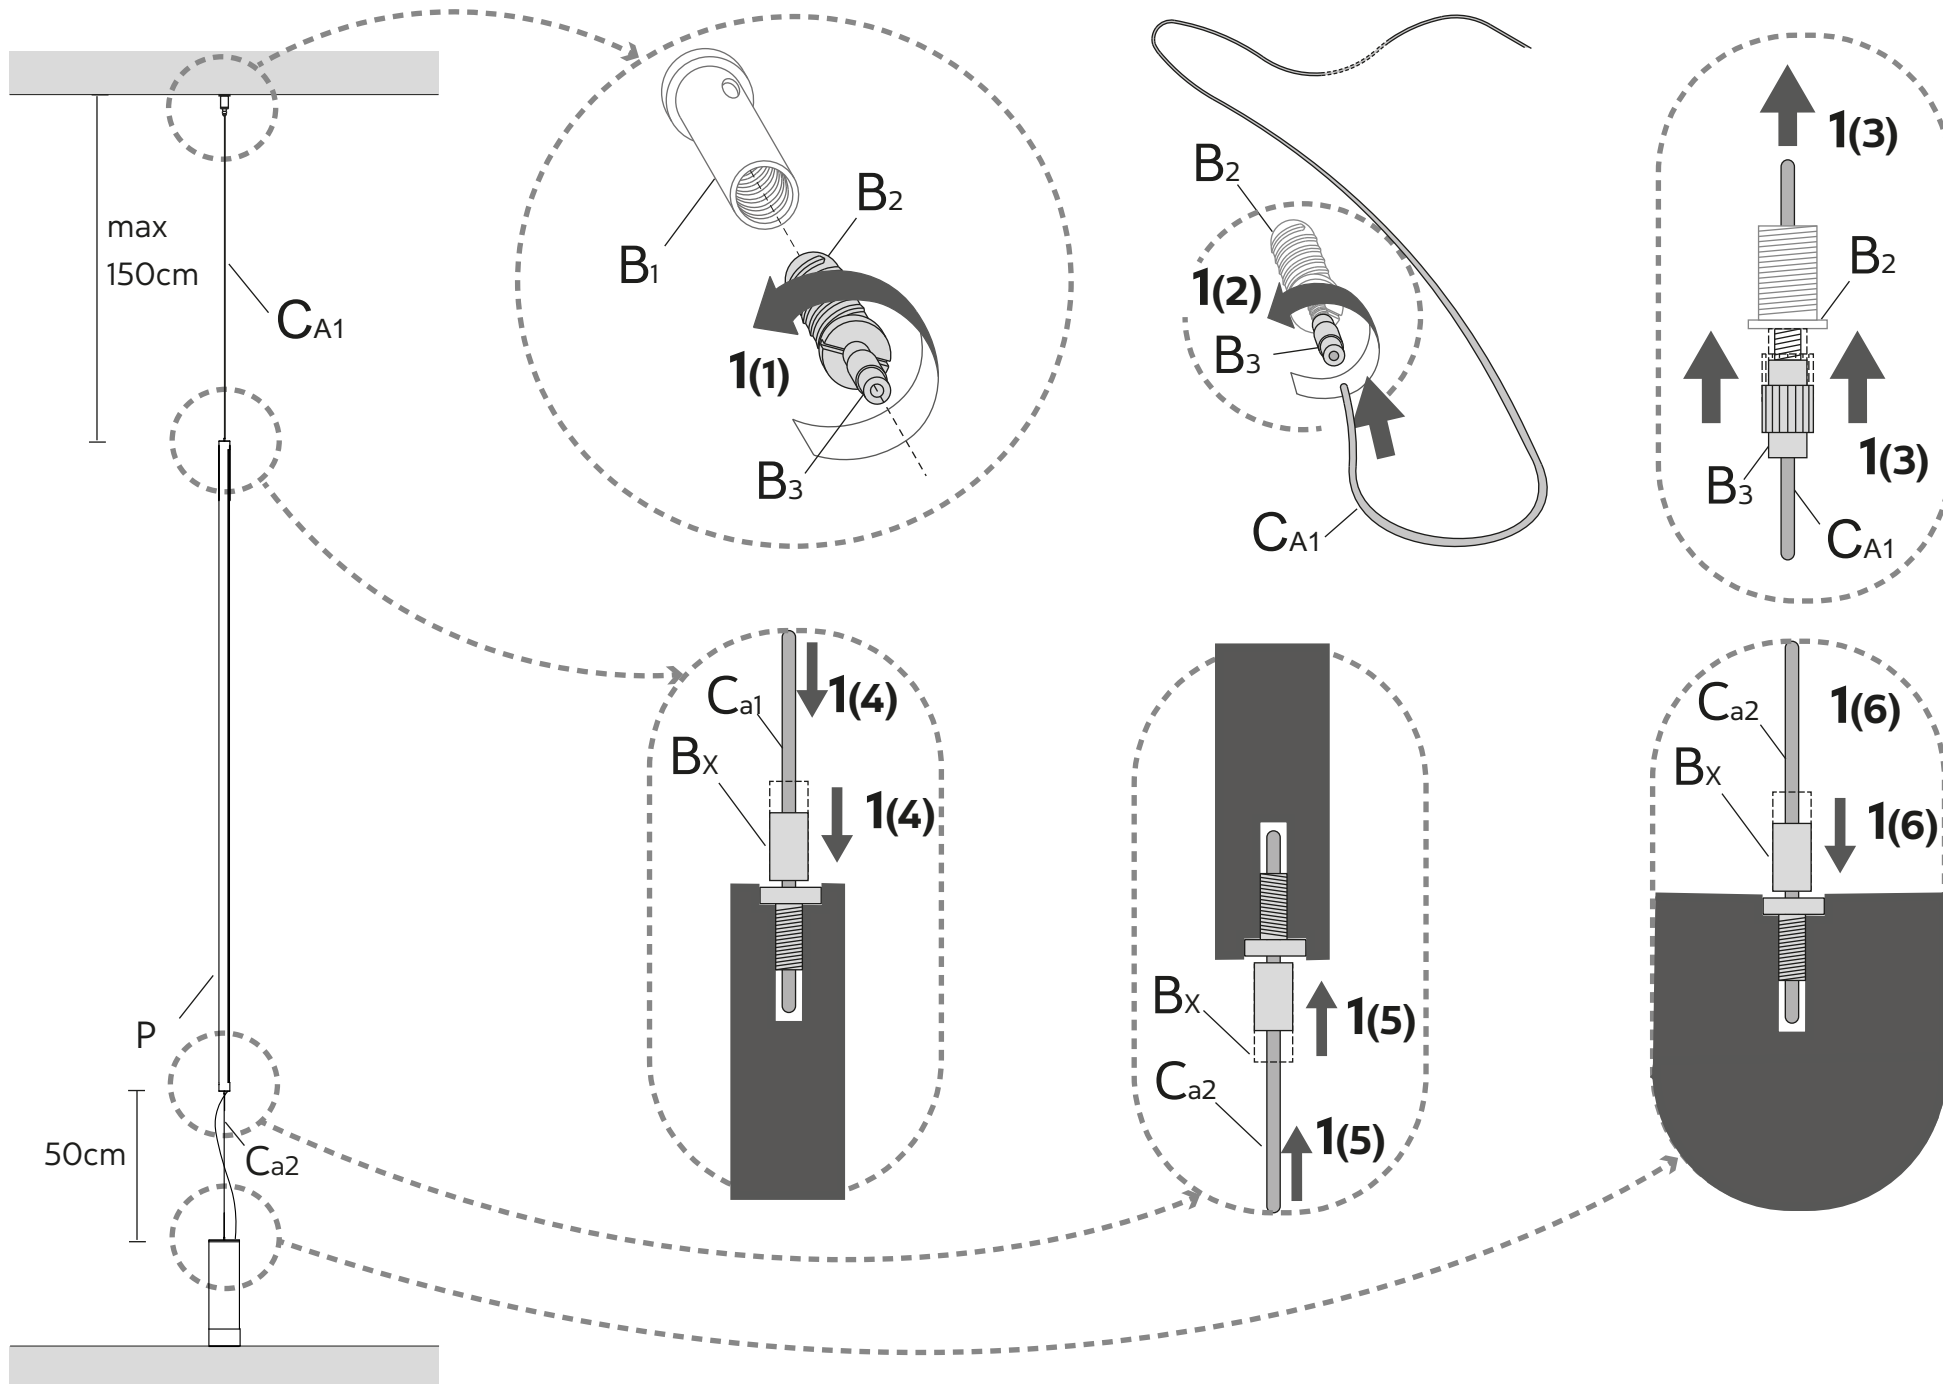 max
150cm
CA1
P
50cm
Ca2
B1
B2
1(1)
B3
B2
1(2)
B3
CA1
1(3)
B2
1(3)
B3
CA1
Ca1
1(4)
BX
1(4)
BX
1(5)
Ca2
1(5)
Ca2
1(6)
BX
1(6)